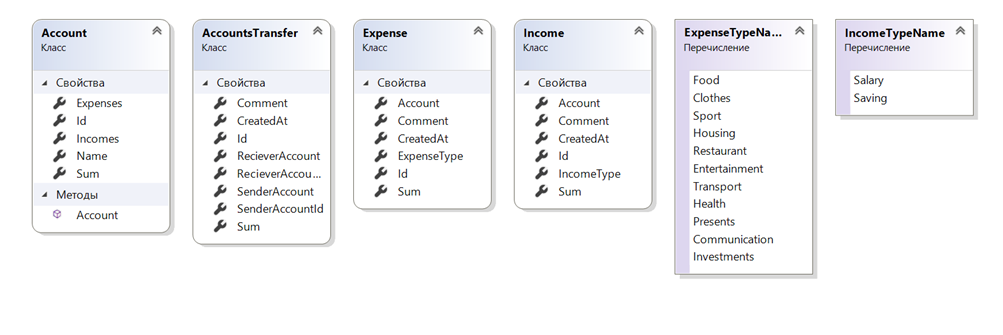 Account
Класс
Свойства
Expenses
Id
Incomes
Name
Sum
Методы
Account
AccountsTransfer
Класс
Свойства
Comment
CreatedAt
Id
RecieverAccount
RecieverAccou...
SenderAccount
SenderAccountId
Sum
Expense
Класс
Свойства
Account
Comment
CreatedAt
ExpenseType
Id
Sum
Income
Класс
Свойства
Account
Comment
CreatedAt
Id
IncomeType
Sum
ExpenseTypeNa...
Перечисление
Food
Clothes
Sport
Housing
Restaurant
Entertainment
Transport
Health
Presents
Communication
Investments
IncomeTypeName
Перечисление
Salary
Saving